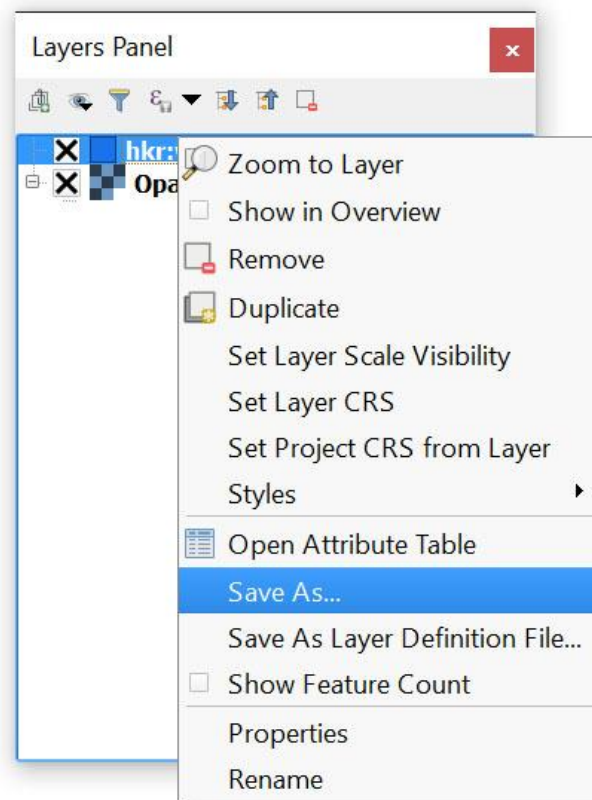 Layers Panel
hkr:
Opa
Zoom to Layer
Show in Overview
Remove
Duplicate
Set Layer Scale Visibility
Set Layer CRS
Set Project CRS from Layer
Styles
Open Attribute Table
Save As...
Save As Layer Definition File...
Show Feature Count
Properties
Rename